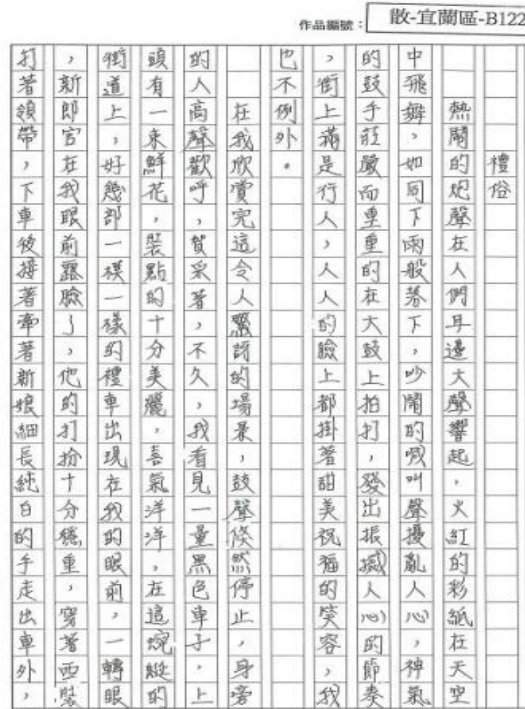 作品編號：散-宜蘭區-B122
禮俗
熱鬧的炮聲在人們耳邊大聲響起，火紅的彩紙在天空
中飛舞，如同下雨般落下，吵鬧的喊叫聲擾亂人心，神氣
的鼓手莊嚴而重重的在大鼓上拍打，發出振撼人心的節奏
，街上滿是行人，人人的臉上都掛著甜美祝福的笑容，我
也不例外。
在我欣賞完這令人驚訝的場景，鼓聲倏然停止，身旁
的人高聲歡呼，賀采著，不久，我看見一量黑色車子，上
頭有一朵鮮花，裝點的十分美麗，喜氣洋洋，在這蜿蜒的
街道上，好幾部一模一樣的禮車出現在我的眼前，一轉眼
，新郎官在我眼前露臉了，他的打扮十分穩重，穿著西裝
打著領帶，下車後接著牽著新娘細長純白的手走出車外，